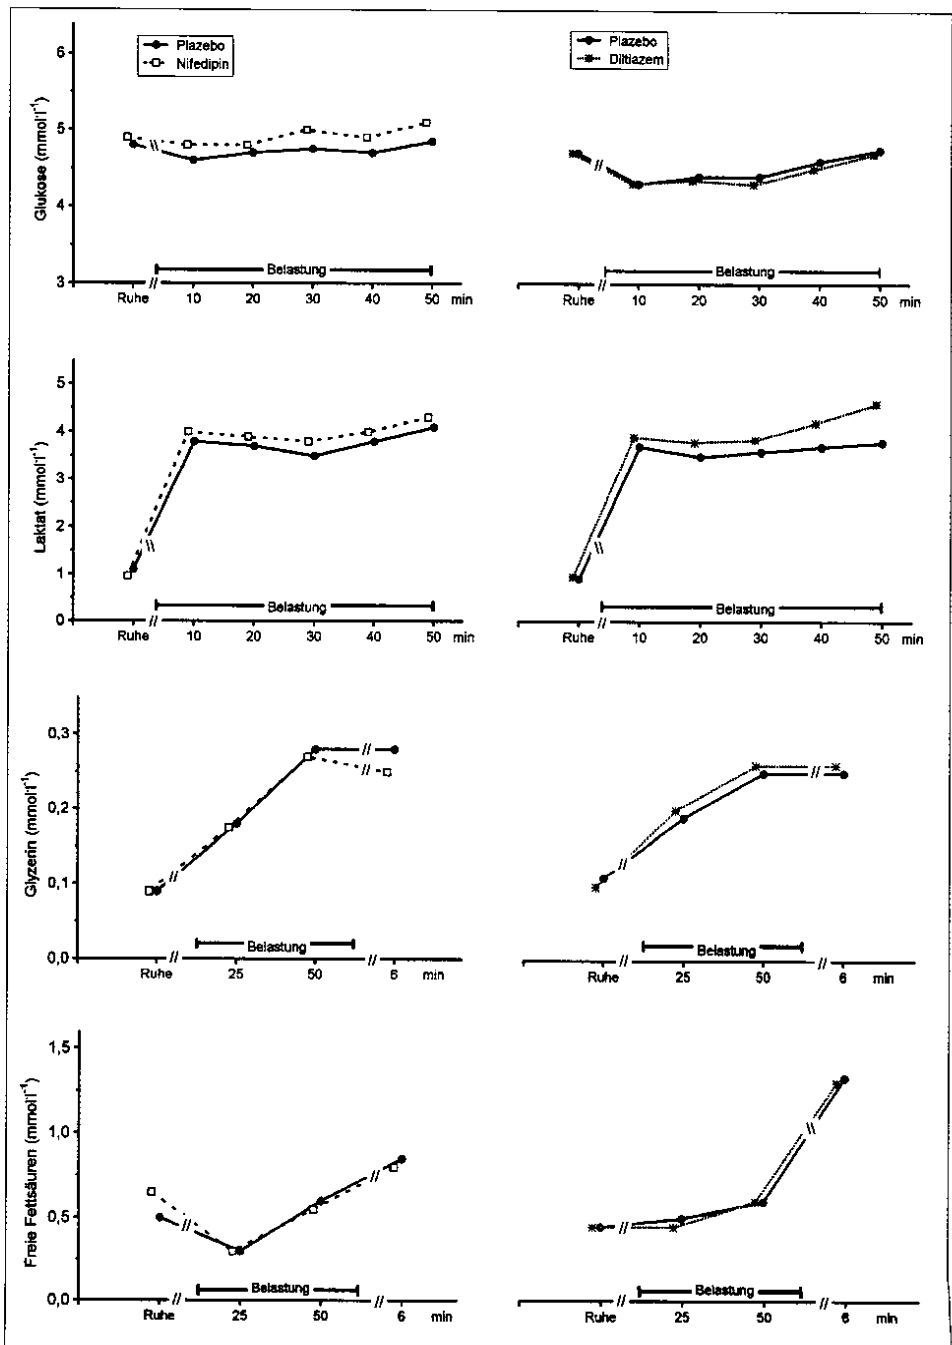 Plazebo
Nifedipin
Plazebo
Diltiazem
Glukose (mmol·l⁻¹)
6
5
4
3
Belastung
Ruhe // 10 20 30 40 50 min
Belastung
Ruhe // 10 20 30 40 50 min
Laktat (mmol·l⁻¹)
5
4
3
2
1
0
Belastung
Ruhe // 10 20 30 40 50 min
Belastung
Ruhe // 10 20 30 40 50 min
Glyzerin (mmol·l⁻¹)
0,3
0,2
0,1
0,0
Belastung
Ruhe // 25 50 // 6 min
Belastung
Ruhe // 25 50 // 6 min
Freie Fettsäuren (mmol·l⁻¹)
1,5
1,0
0,5
0,0
Belastung
Ruhe // 25 50 // 6 min
Belastung
Ruhe // 25 50 // 6 min